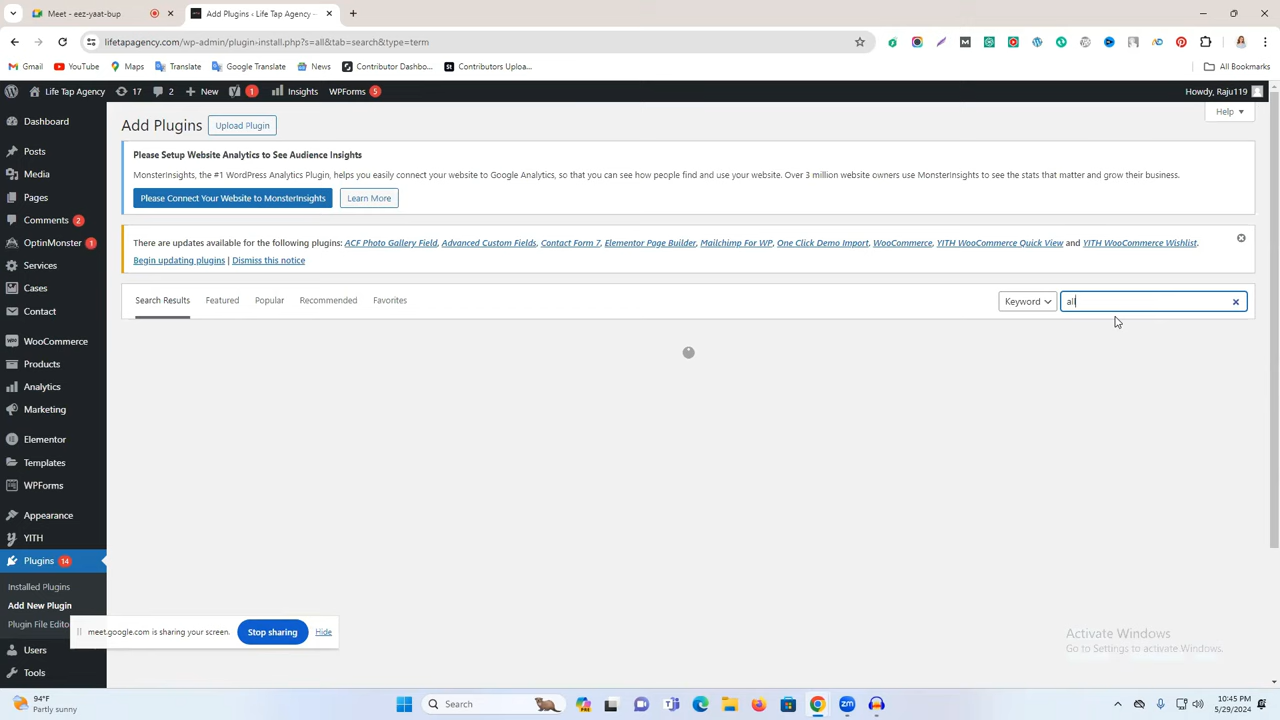 Meet - eez-yaat-bup
Add Plugins ‹ Life Tap Agency —
lifetapagency.com/wp-admin/plugin-install.php?s=all&tab=search&type=term
Gmail YouTube Maps Translate Google Translate News Contributor Dashbo... Contributors Uploa... All Bookmarks
Life Tap Agency 17 2 + New 1 Insights WPForms 5 Howdy, Raju119
Help
Add Plugins Upload Plugin
Please Setup Website Analytics to See Audience Insights
MonsterInsights, the #1 WordPress Analytics Plugin, helps you easily connect your website to Google Analytics, so that you can see how people find and use your website. Over 3 million website owners use MonsterInsights to see the stats that matter and grow their business.
Please Connect Your Website to MonsterInsights Learn More
There are updates available for the following plugins: ACF Photo Gallery Field, Advanced Custom Fields, Contact Form 7, Elementor Page Builder, Mailchimp For WP, One Click Demo Import, WooCommerce, YITH WooCommerce Quick View and YITH WooCommerce Wishlist.
Begin updating plugins | Dismiss this notice
Search Results Featured Popular Recommended Favorites Keyword all
Dashboard
Posts
Media
Pages
Comments 2
OptinMonster 1
Services
Cases
Contact
WooCommerce
Products
Analytics
Marketing
Elementor
Templates
WPForms
Appearance
YITH
Plugins 14
Installed Plugins
Add New Plugin
Plugin File Edito
Users
Tools
meet.google.com is sharing your screen. Stop sharing Hide
Activate Windows
Go to Settings to activate Windows.
94°F
Partly sunny
Search
10:45 PM
5/29/2024